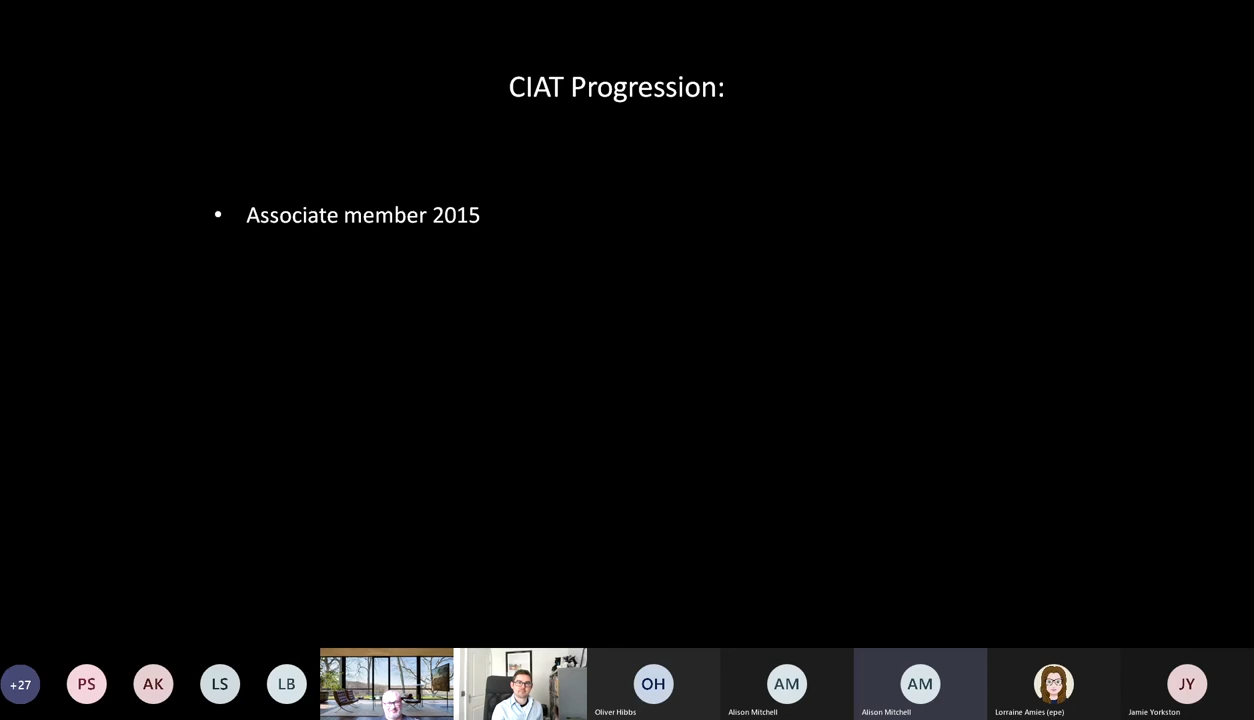 CIAT Progression:
• Associate member 2015
+27
PS
AK
LS
LB
OH
AM
AM
JY
Oliver Hibbs
Alison Mitchell
Alison Mitchell
Lorraine Amies (epe)
Jamie Yorkston